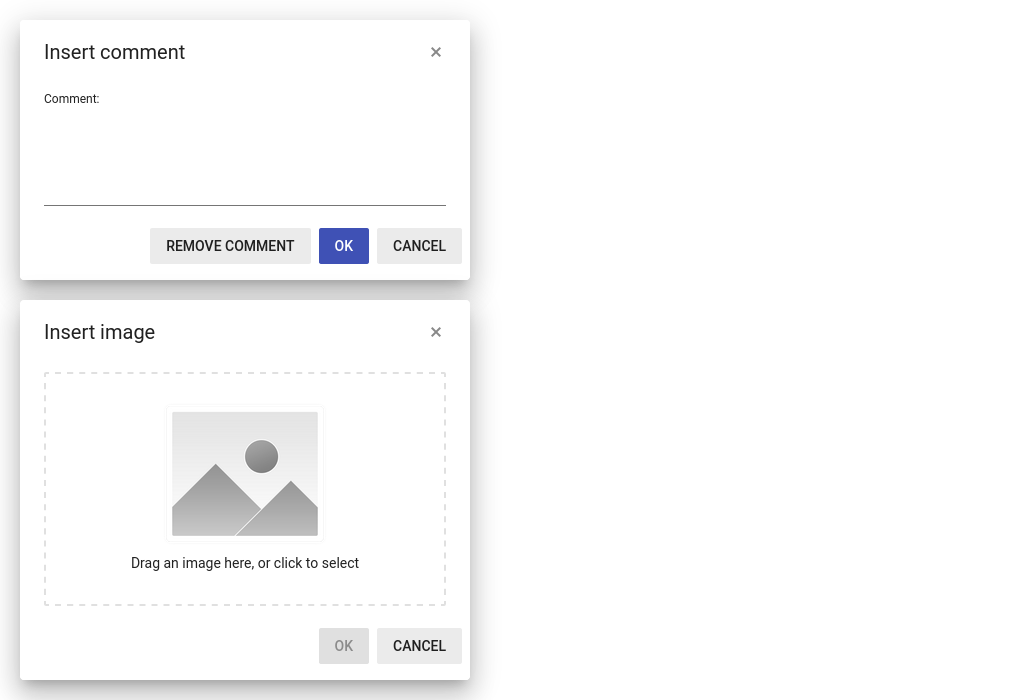 Insert comment
×
Comment:
REMOVE COMMENT OK CANCEL
Insert image
×
Drag an image here, or click to select
OK CANCEL